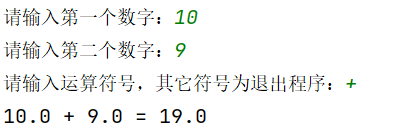 请输入第一个数字：10
请输入第二个数字：9
请输入运算符号，其它符号为退出程序：+
10.0 + 9.0 = 19.0